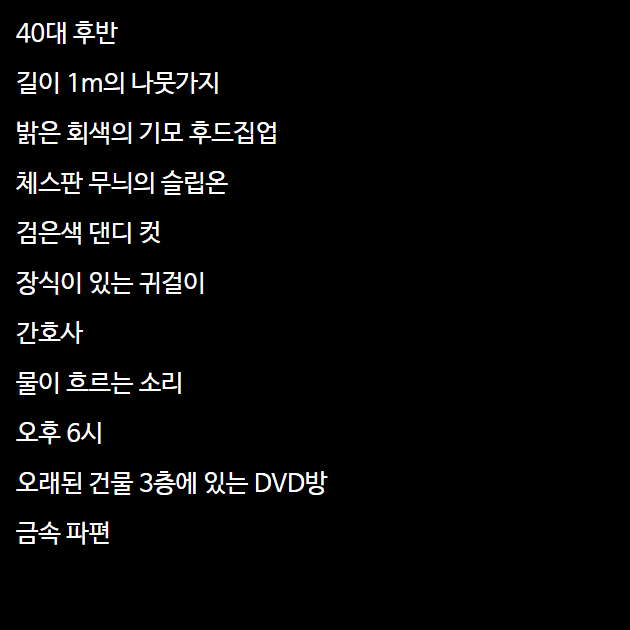 40대 후반
길이 1m의 나뭇가지
밝은 회색의 기모 후드집업
체스판 무늬의 슬립온
검은색 댄디 컷
장식이 있는 귀걸이
간호사
물이 흐르는 소리
오후 6시
오래된 건물 3층에 있는 DVD방
금속 파편